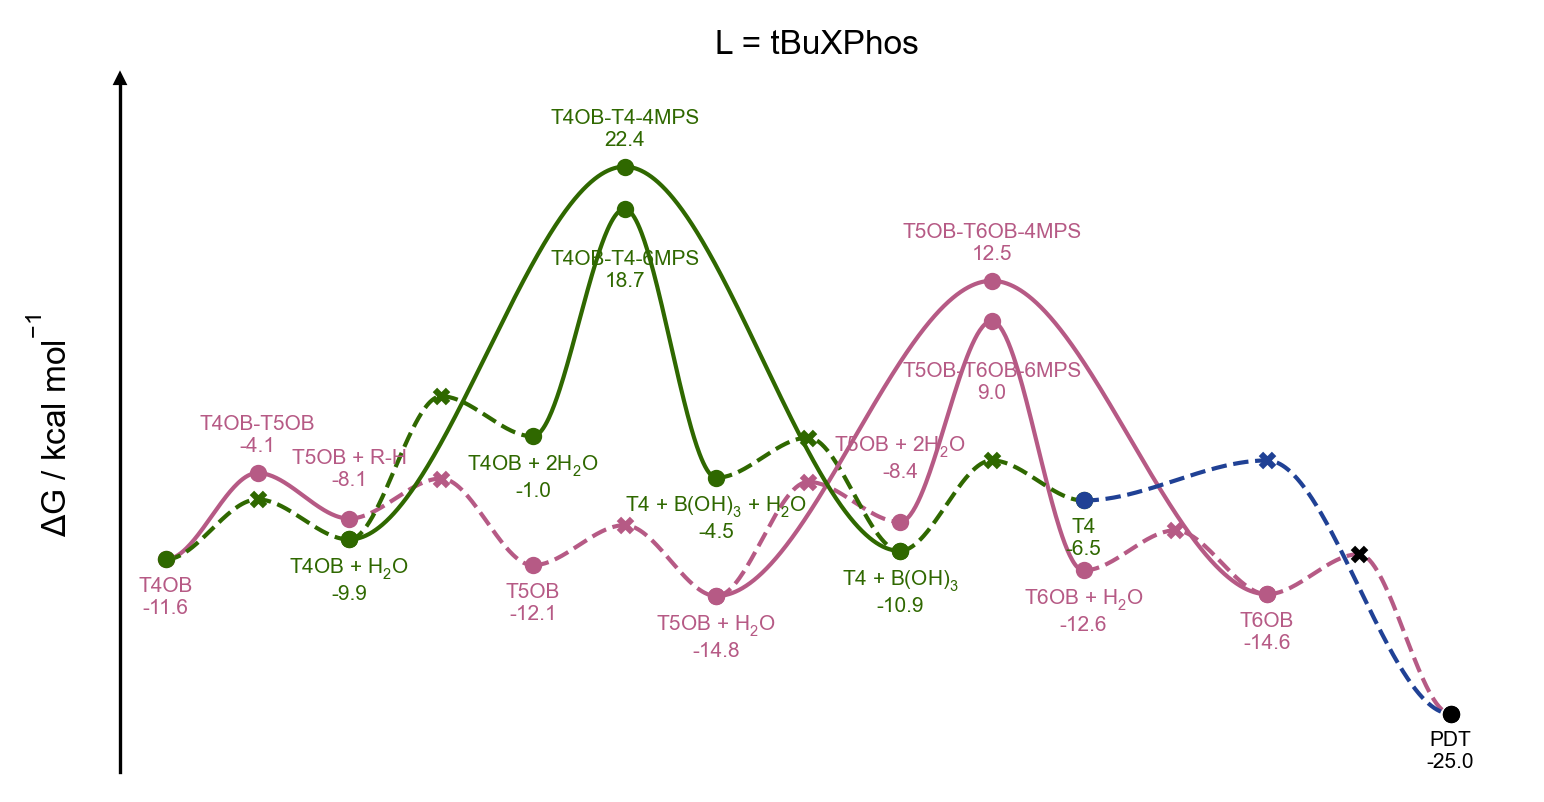 L = tBuXPhos
ΔG / kcal mol⁻¹
T4OB-T4-4MPS
22.4
T4OB-T4-6MPS
18.7
T5OB-T6OB-4MPS
12.5
T5OB-T6OB-6MPS
9.0
T4OB-T5OB
-4.1
T5OB + R-H
-8.1
T4OB + 2H₂O
-1.0
T5OB + 2H₂O
-8.4
T4 + B(OH)₃ + H₂O
-4.5
T4OB
-11.6
T4OB + H₂O
-9.9
T5OB
-12.1
T5OB + H₂O
-14.8
T4 + B(OH)₃
-10.9
T4
-6.5
T6OB + H₂O
-12.6
T6OB
-14.6
PDT
-25.0